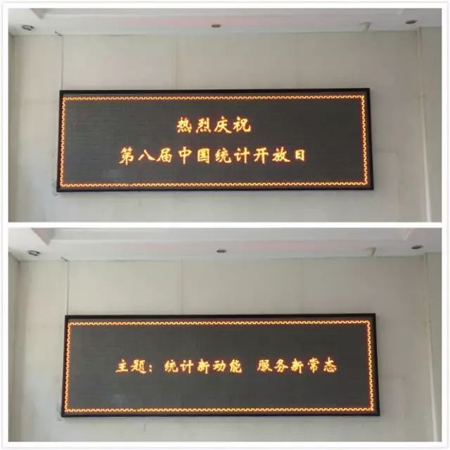 热烈庆祝
第八届中国统计开放日
主题：统计新动能 服务新常态